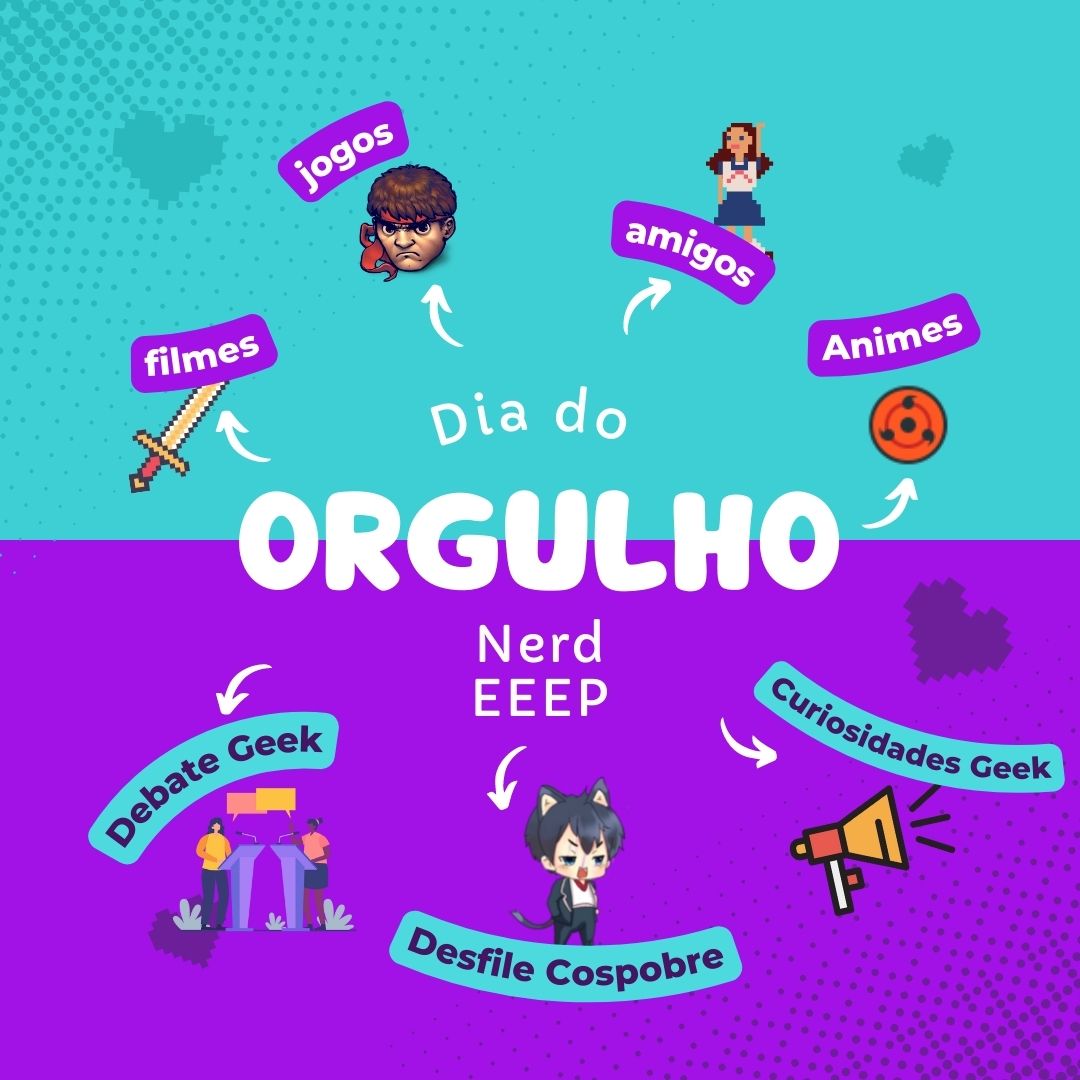 jogos
amigos
filmes
Animes
Dia do
ORGULHO
Nerd
EEEP
Debate Geek
Curiosidades Geek
Desfile Cospobre